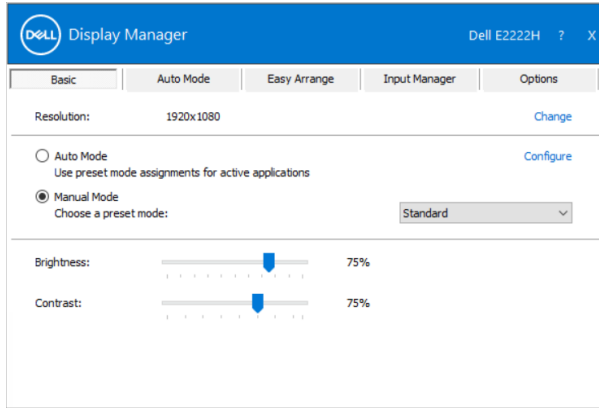 DELL Display Manager Dell E2222H ? X
Basic Auto Mode Easy Arrange Input Manager Options
Resolution: 1920x1080 Change
Auto Mode Configure
Use preset mode assignments for active applications
Manual Mode
Choose a preset mode: Standard
Brightness: 75%
Contrast: 75%